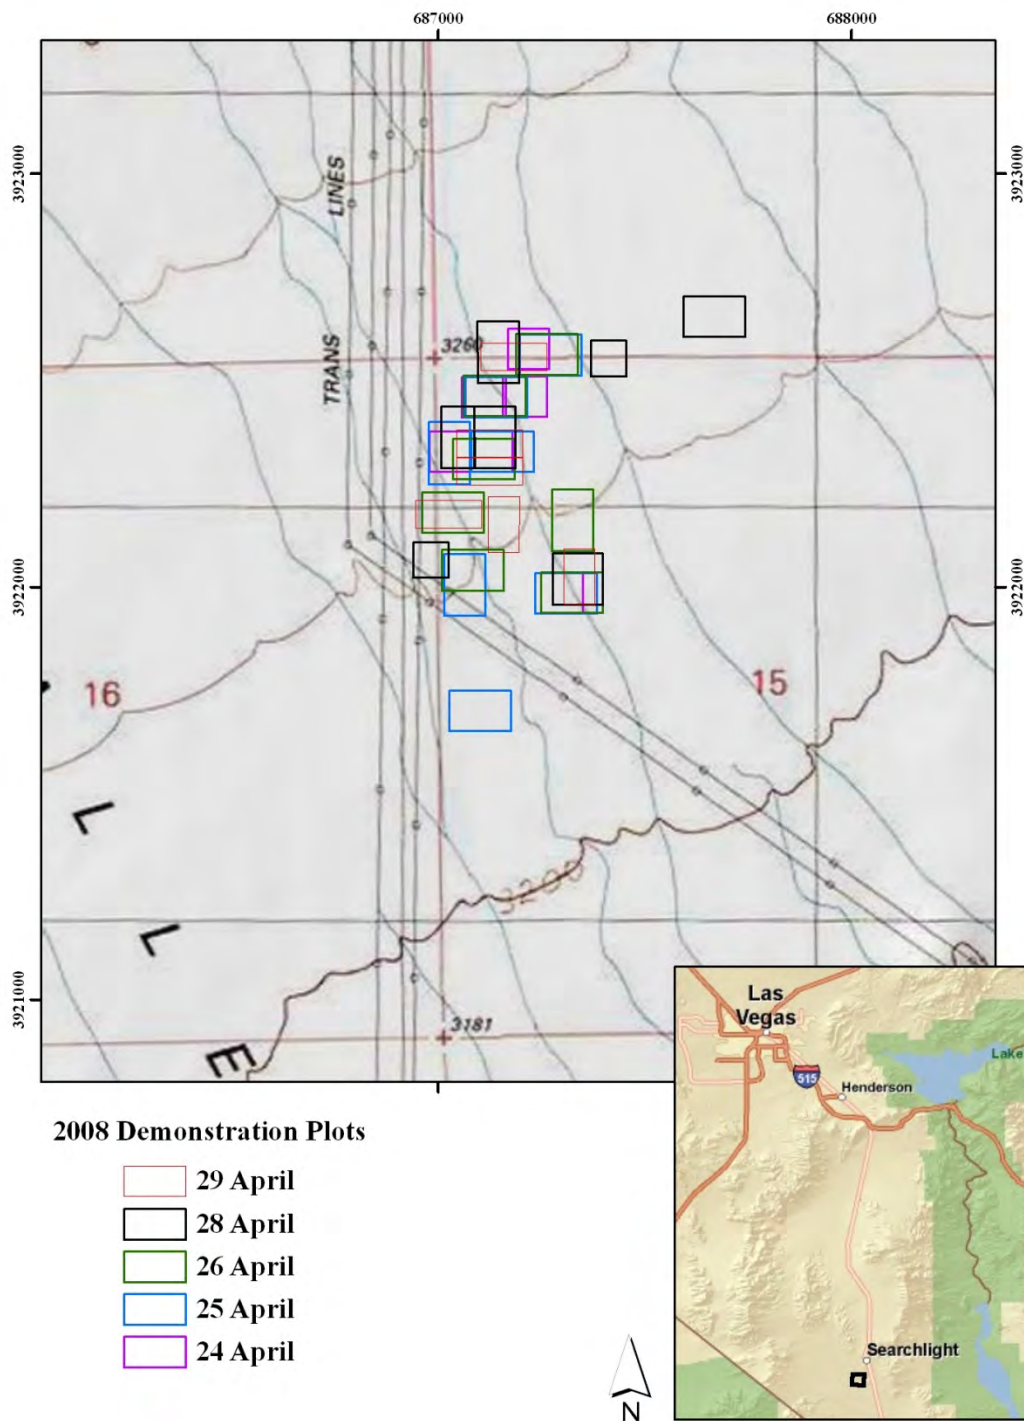 687000
688000
3923000
3923000
LINES
TRANS
3260
3922000
3922000
16
15
L
3200
L
3921000
3181
E
Las
Vegas
515
Henderson
Lake
Searchlight
2008 Demonstration Plots
29 April
28 April
26 April
25 April
24 April
N